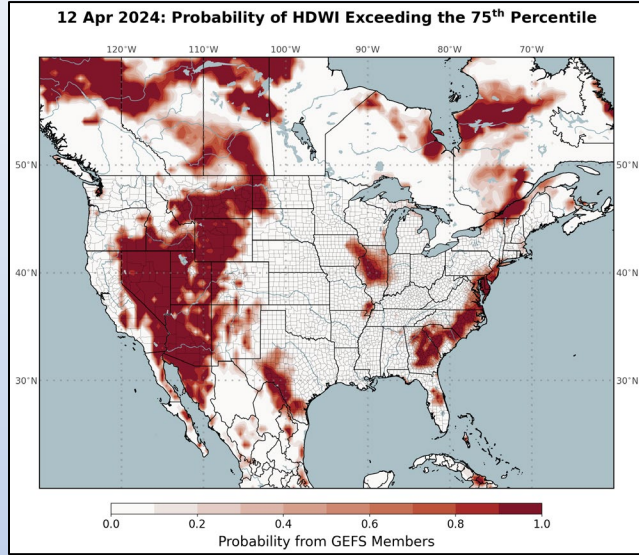 12 Apr 2024: Probability of HDWI Exceeding the 75th Percentile
120°W 110°W 100°W 90°W 80°W 70°W
50°N 50°N
40°N 40°N
30°N 30°N
0.0 0.2 0.4 0.6 0.8 1.0
Probability from GEFS Members